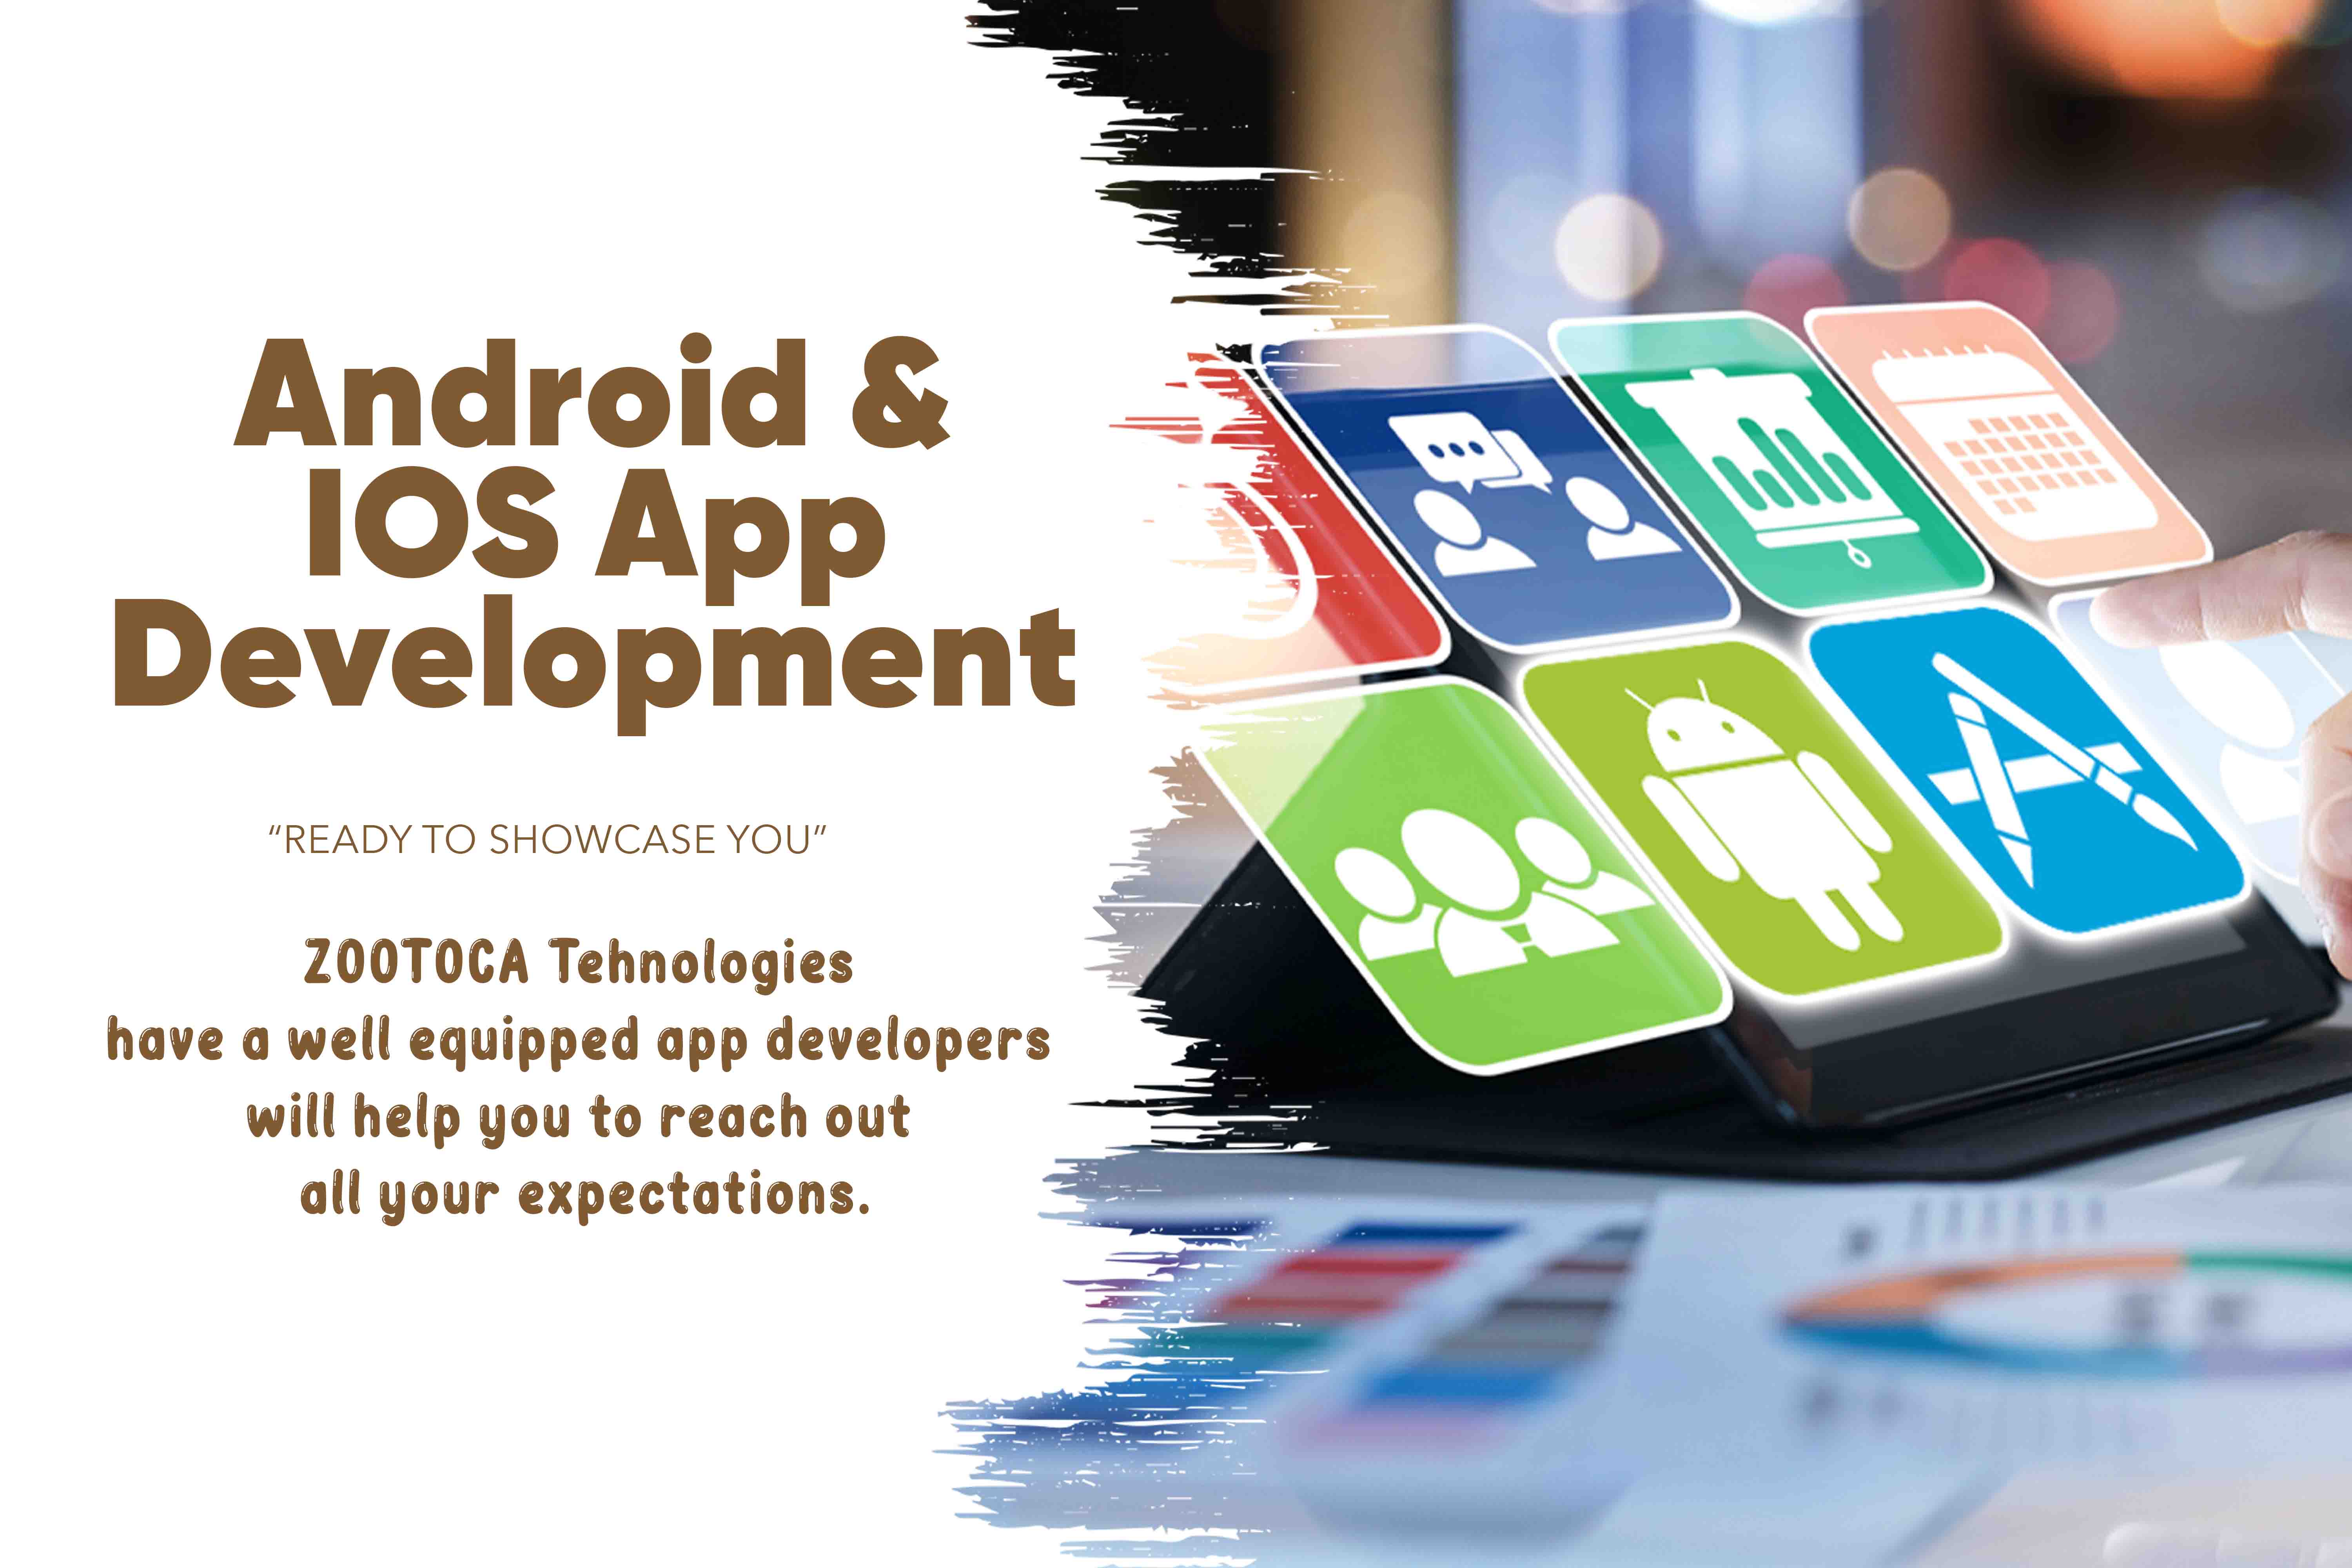 Android &
IOS App
Development
“READY TO SHOWCASE YOU”
ZOOTOCA Tehnologies
have a well equipped app developers
will help you to reach out
all your expectations.